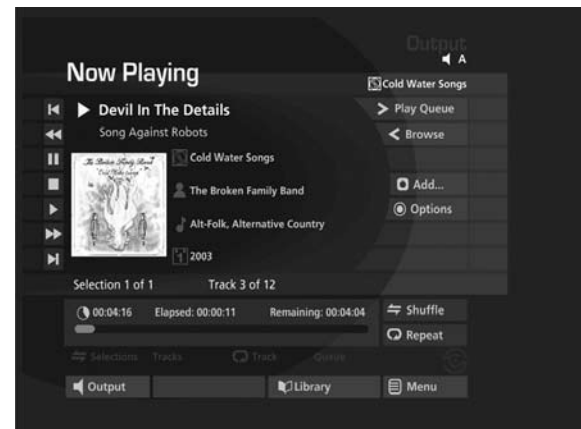 Output
A
Now Playing
Cold Water Songs
Devil In The Details
Play Queue
Song Against Robots
Browse
Cold Water Songs
The Broken Family Band
Add...
Options
Alt-Folk, Alternative Country
1 2003
Selection 1 of 1 Track 3 of 12
00:04:16 Elapsed: 00:00:11 Remaining: 00:04:04
Shuffle
Repeat
Selections Tracks Track Queue
Output Library Menu